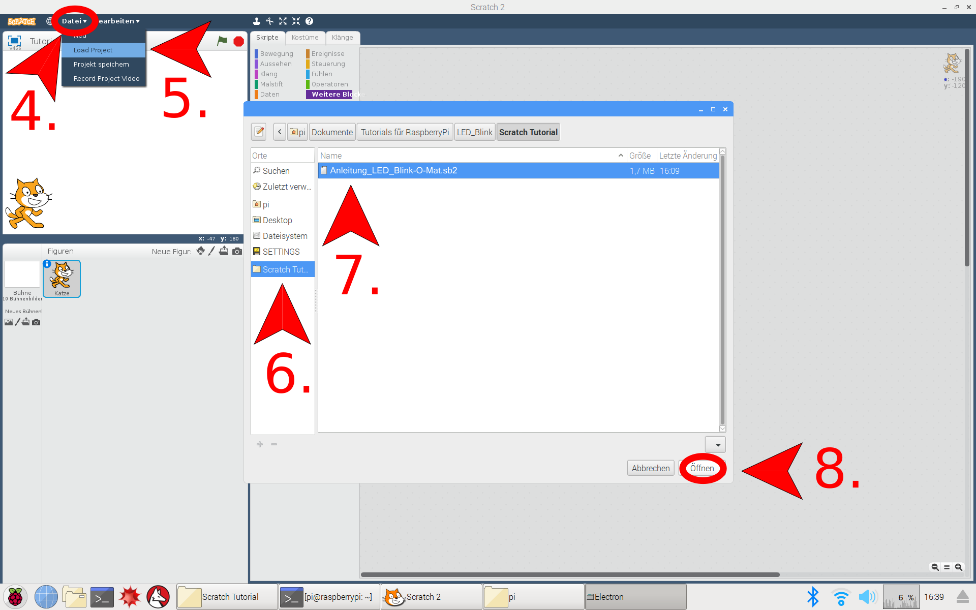 Scratch 2
SCRATCH Datei▾ Bearbeiten▾
Neu
Load Project
Projekt speichern
Record Project Video
4.
5.
Skripte Kostüme Klänge
Bewegung Ereignisse
Aussehen Steuerung
Klang Fühlen
Malstift Operatoren
Daten Weitere Blö
pi Dokumente Tutorials für RaspberryPi LED_Blink Scratch Tutorial
Orte Name Größe Letzte Änderung
Suchen Anleitung_LED_Blink-O-Mat.sb2 1,7 MB 16:09
Zuletzt verw...
pi
Desktop
Dateisystem
SETTINGS
Scratch Tut...
7.
6.
Abbrechen Öffnen
8.
x: -47 y: 180
Figuren Neue Figur:
Bühne
Katze
Neues Bühnen
Scratch Tutorial [pi@raspberrypi: ~] Scratch 2 pi Electron 6 % 16:39